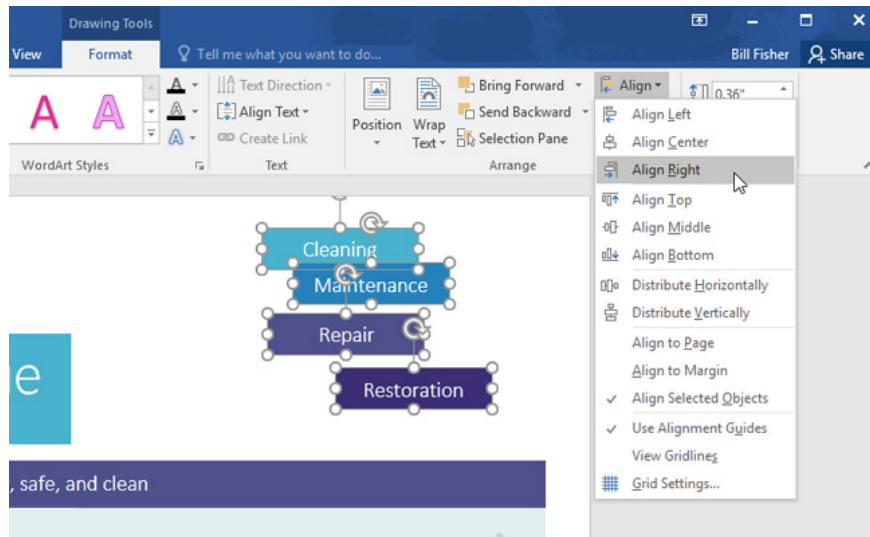 Drawing Tools
View Format Tell me what you want to do... Bill Fisher Share
A A A Text Direction Bring Forward Align 0.36"
A Align Text Position Wrap Text Send Backward
A Create Link Selection Pane
WordArt Styles Text Arrange
Align Left
Align Center
Align Right
Align Top
Align Middle
Align Bottom
Distribute Horizontally
Distribute Vertically
Align to Page
Align to Margin
Align Selected Objects
Use Alignment Guides
View Gridlines
Grid Settings...
Cleaning
Maintenance
Repair
Restoration
e
, safe, and clean